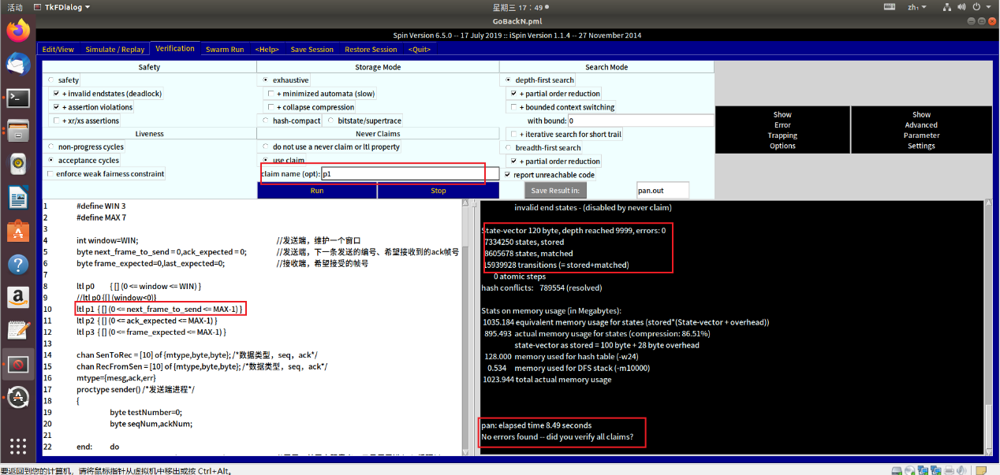 活动 TkFDialog 星期三 17：49 zh₁
GoBackN.pml
Spin Version 6.5.0 -- 17 July 2019 :: iSpin Version 1.1.4 -- 27 November 2014
Edit/View Simulate / Replay Verification Swarm Run <Help> Save Session Restore Session <Quit>
Safety Storage Mode Search Mode
safety exhaustive depth-first search
+ invalid endstates (deadlock) + minimized automata (slow) + partial order reduction
+ assertion violations + collapse compression + bounded context switching
+ xr/xs assertions hash-compact bitstate/supertrace with bound: 0
Liveness Never Claims + iterative search for short trail
non-progress cycles do not use a never claim or ltl property breadth-first search
acceptance cycles use claim + partial order reduction
enforce weak fairness constraint claim name (opt): p1 report unreachable code
Run Stop Save Result in: pan.out
Show
Error
Trapping
Options
Show
Advanced
Parameter
Settings
1 #define WIN 3
2 #define MAX 7
3
4 int window=WIN; //发送端，维护一个窗口
5 byte next_frame_to_send = 0,ack_expected = 0; //发送端，下一条发送的编号、希望接收到的ack帧号
6 byte frame_expected=0,last_expected=0; //接收端，希望接受的帧号
7
8 ltl p0 { [] (0 <= window <= WIN) }
9 //ltl p0 {[] (window<0)}
10 ltl p1 { [] (0 <= next_frame_to_send <= MAX-1) }
11 ltl p2 { [] (0 <= ack_expected <= MAX-1) }
12 ltl p3 { [] (0 <= frame_expected <= MAX-1) }
13
14 chan SenToRec = [10] of {mtype,byte,byte}; /*数据类型，seq，ack*/
15 chan RecFromSen = [10] of {mtype,byte,byte}; /*数据类型，seq，ack*/
16 mtype={mesg,ack,err}
17 proctype sender() /*发送端进程*/
18 {
19 byte testNumber=0;
20 byte seqNum,ackNum;
21
22 end: do
invalid end states - (disabled by never claim)
State-vector 120 byte, depth reached 9999, errors: 0
7334250 states, stored
8605678 states, matched
15939928 transitions (= stored+matched)
0 atomic steps
hash conflicts: 789554 (resolved)
Stats on memory usage (in Megabytes):
1035.184 equivalent memory usage for states (stored*(State-vector + overhead))
895.493 actual memory usage for states (compression: 86.51%)
state-vector as stored = 100 byte + 28 byte overhead
128.000 memory used for hash table (-w24)
0.534 memory used for DFS stack (-m10000)
1023.944 total actual memory usage
pan: elapsed time 8.49 seconds
No errors found -- did you verify all claims?
要返回到您的计算机，请将鼠标指针从虚拟机中移出或按 Ctrl+Alt。